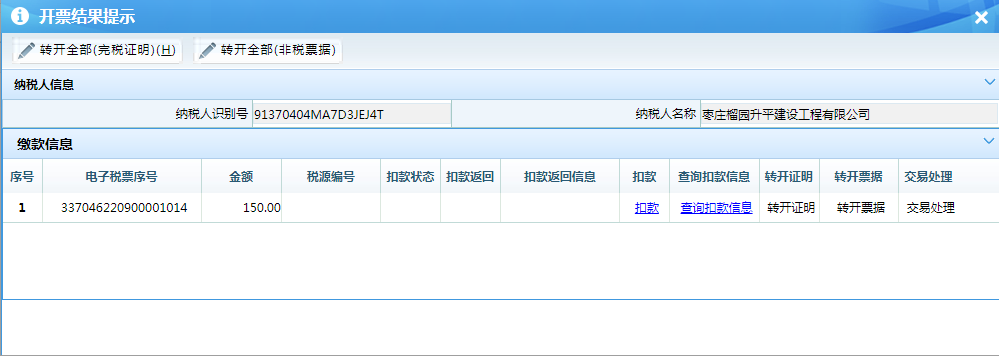 开票结果提示
转开全部(完税证明)(H) 转开全部(非税票据)
纳税人信息
纳税人识别号 91370404MA7D3JEJ4T 纳税人名称 枣庄榴园升平建设工程有限公司
缴款信息
序号 电子税票序号 金额 税源编号 扣款状态 扣款返回 扣款返回信息 扣款 查询扣款信息 转开证明 转开票据 交易处理
1 337046220900001014 150.00 扣款 查询扣款信息 转开证明 转开票据 交易处理